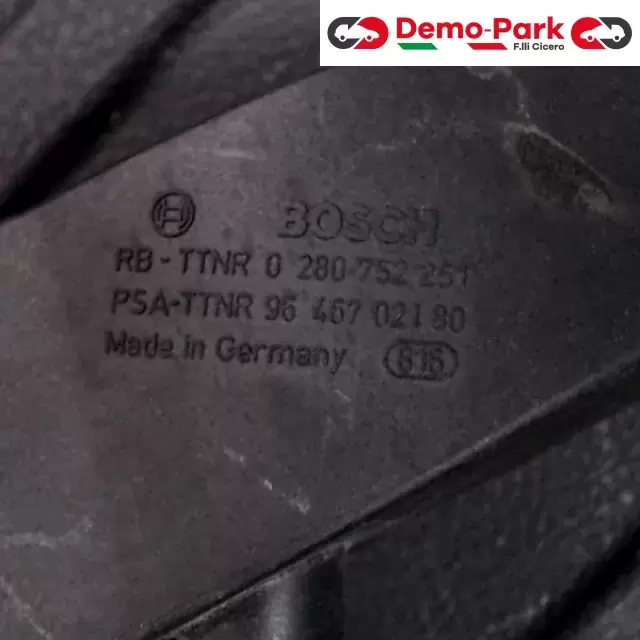 Demo-Park
F.lli Cicero
BOSCH
RB-TTNR 0 280 752 251
PSA-TTNR 96 467 021 80
Made in Germany 616